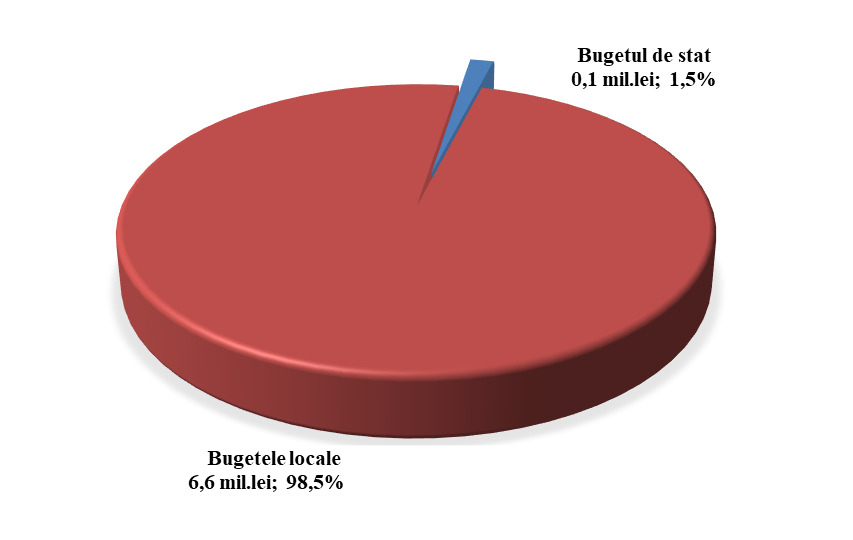 Bugetul de stat
0,1 mil.lei; 1,5%
Bugetele locale
6,6 mil.lei; 98,5%